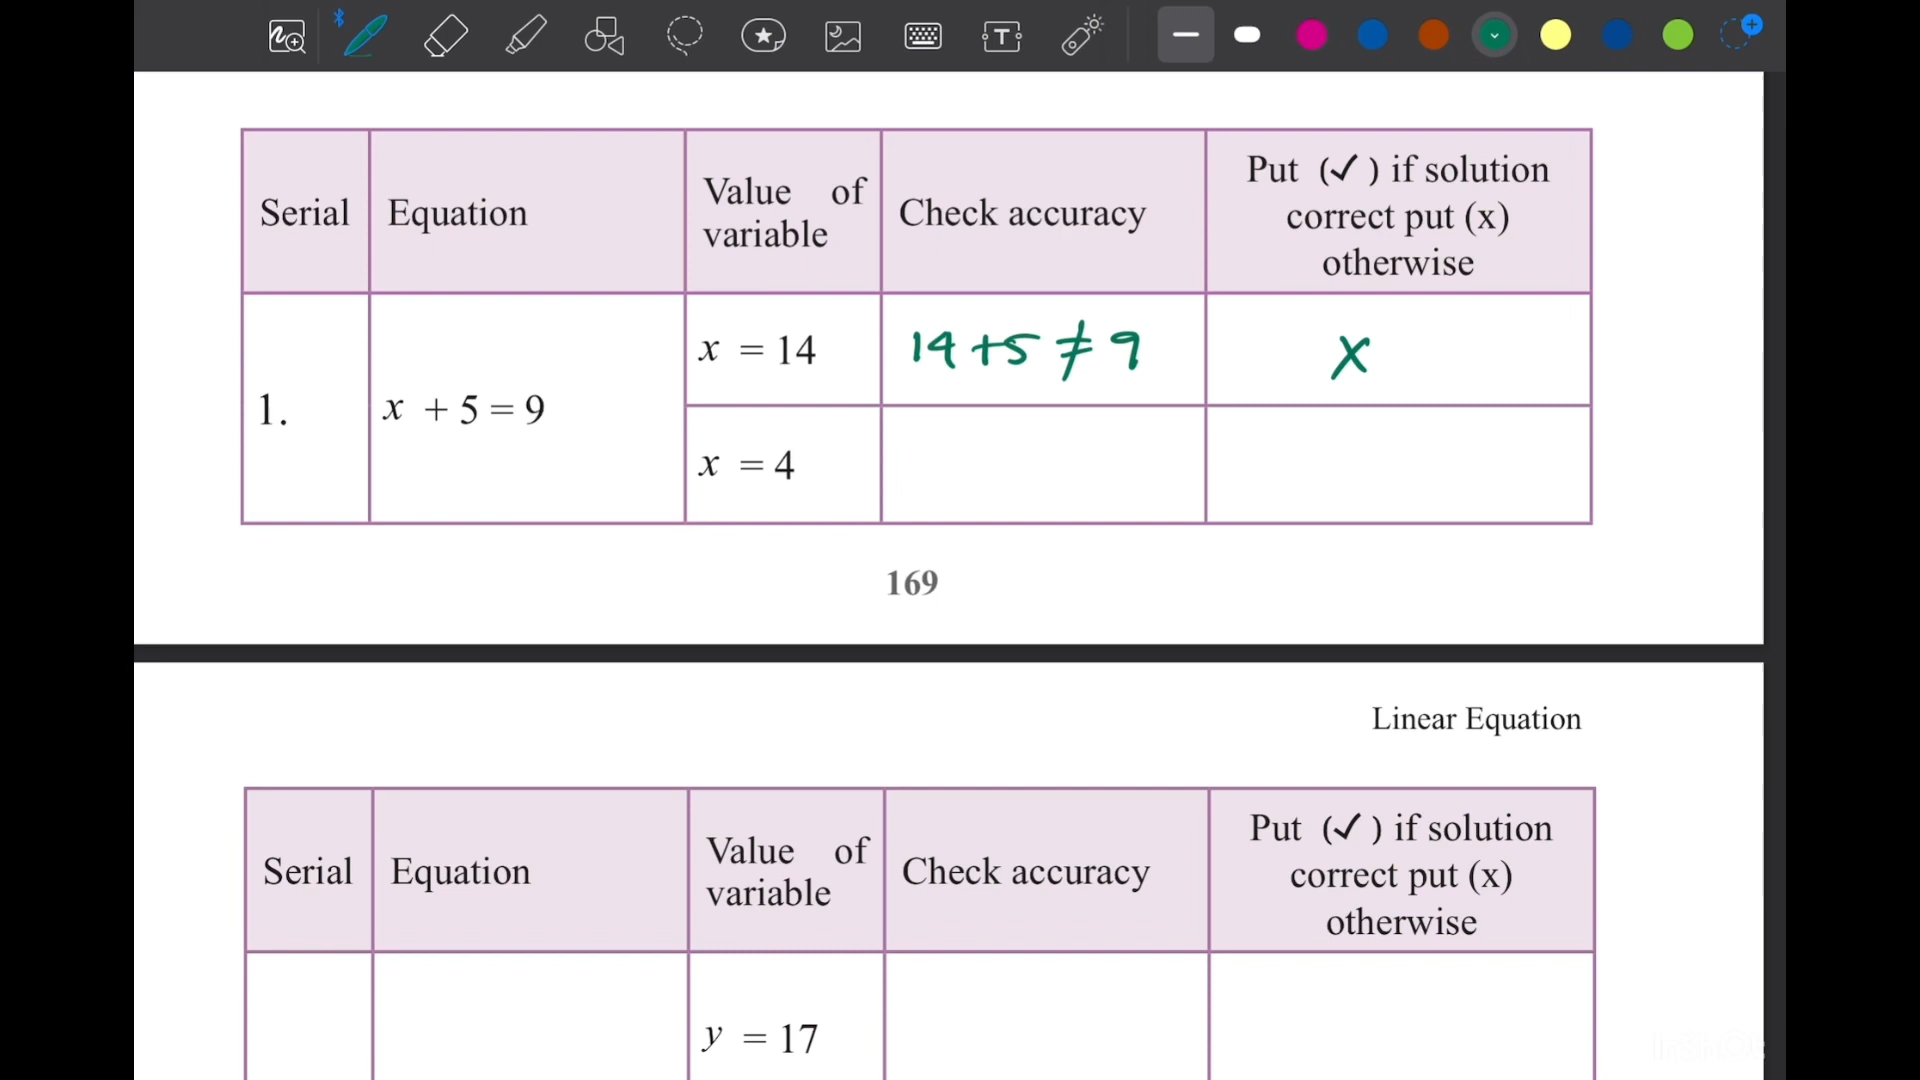 Serial
Equation
Value of
variable
Check accuracy
Put (✓) if solution
correct put (x)
otherwise
1.
x + 5 = 9
x = 14
14 + 5 ≠ 9
x
x = 4
169
Linear Equation
Serial
Equation
Value of
variable
Check accuracy
Put (✓) if solution
correct put (x)
otherwise
y = 17